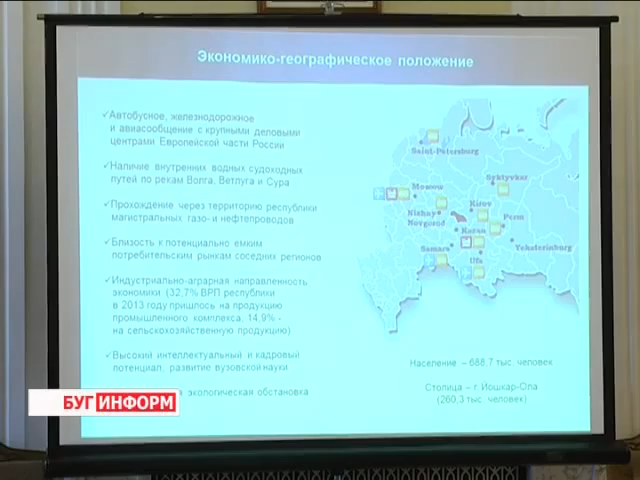 Экономико-географическое положение
✓Автобусное, железнодорожное
и авиасообщение с крупными деловыми
центрами Европейской части России
✓Наличие внутренних водных судоходных
путей по рекам Волга, Ветлуга и Сура
✓Прохождение через территорию республики
магистральных газо- и нефтепроводов
✓Близость к потенциально емким
потребительским рынкам соседних регионов
✓Индустриально-аграрная направленность
экономики (32,7% ВРП республики
в 2013 году пришлось на продукцию
промышленного комплекса, 14,9% -
на сельскохозяйственную продукцию)
✓Высокий интеллектуальный и кадровый
потенциал, развитие вузовской науки
экологическая обстановка
Saint-Petersburg
Syktyvkar
Moscow
Kirov
Nizhny
Novgorod
Perm
Kazan
Yekaterinburg
Samara
Ufa
Население – 688,7 тыс. человек
Столица – г. Йошкар-Ола
(260,3 тыс. человек)
БУГИНФОРМ